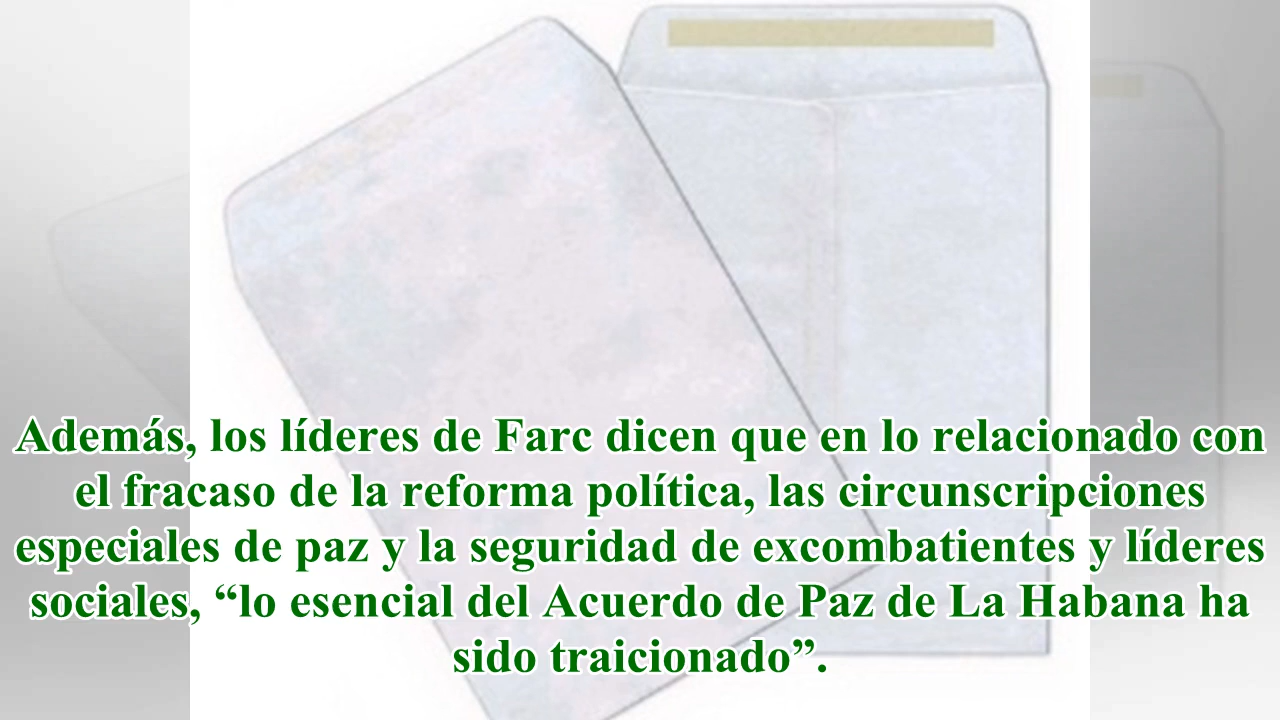 Además, los líderes de Farc dicen que en lo relacionado con
el fracaso de la reforma política, las circunscripciones
especiales de paz y la seguridad de excombatientes y líderes
sociales, “lo esencial del Acuerdo de Paz de La Habana ha
sido traicionado”.